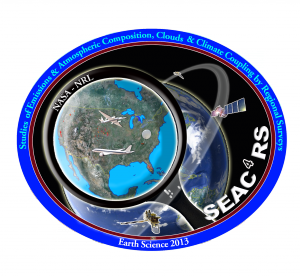 Studies of Emissions & Atmospheric Composition, Clouds & Climate Coupling by Regional Surveys
NASA - NRL
SEAC4RS
Earth Science 2013